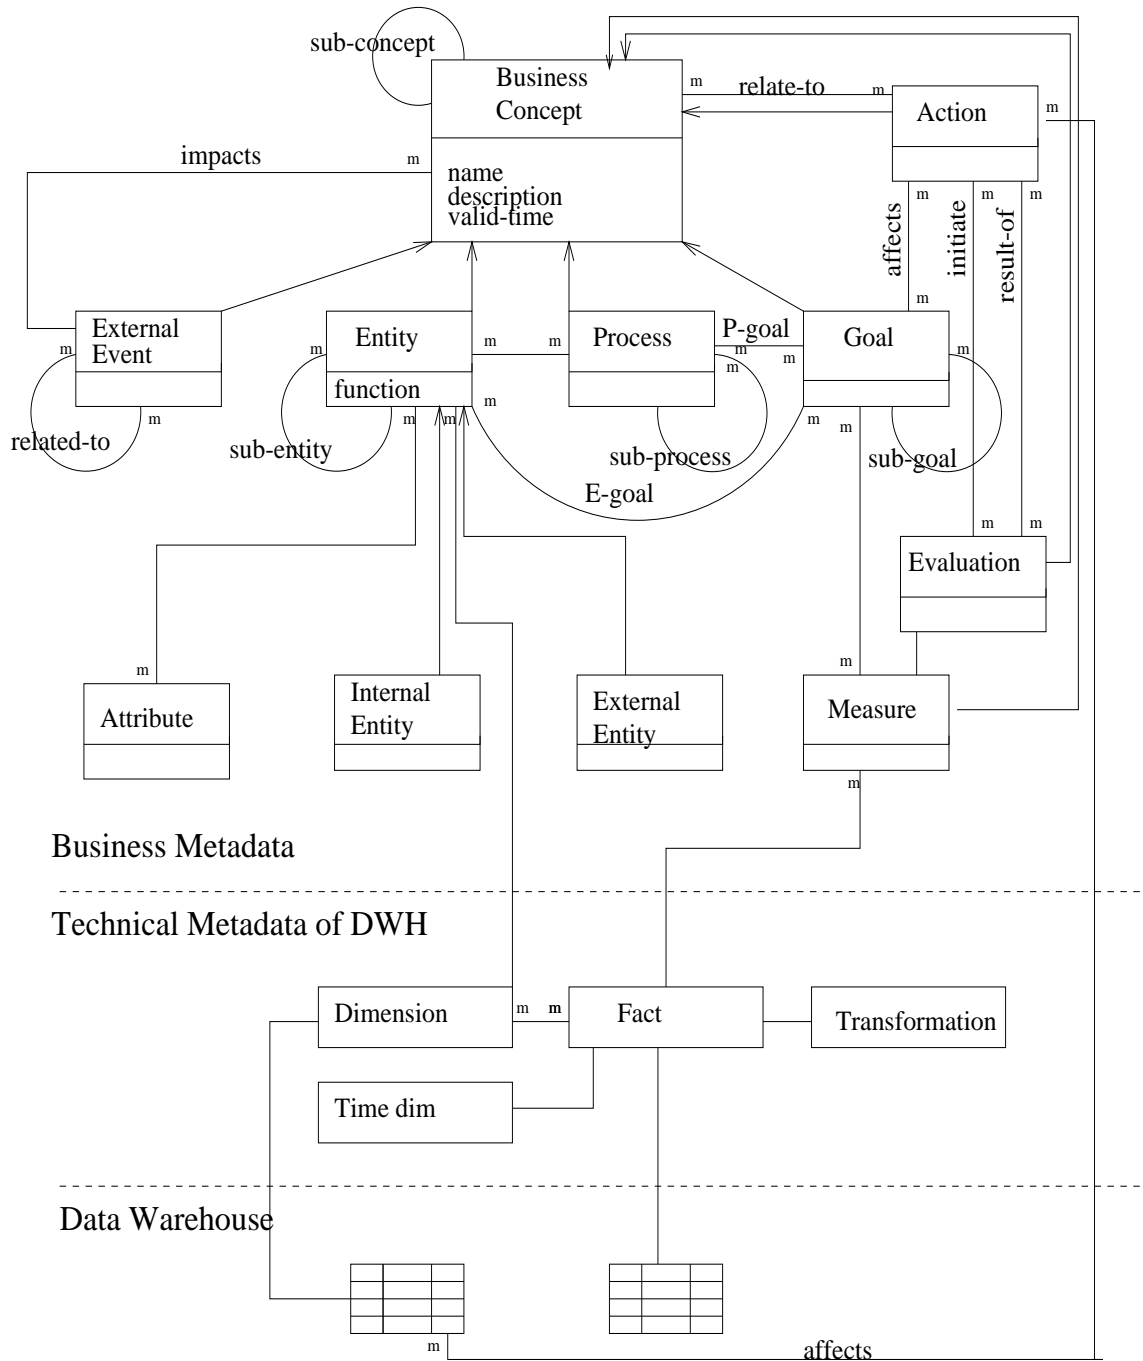 sub-concept
Business
Concept
m
relate-to
m
Action
m
impacts
m
name
description
valid-time
m
m
m
affects
initiate
result-of
External
Event
m
m
related-to
Entity
function
m
m
m
m
m
sub-entity
m
Process
P-goal
m
m
m
sub-process
E-goal
m
Goal
m
m
m
sub-goal
m
m
Evaluation
m
Attribute
Internal
Entity
External
Entity
m
Measure
m
Business Metadata
Technical Metadata of DWH
Dimension
m
m
Fact
Transformation
Time dim
Data Warehouse
m
affects